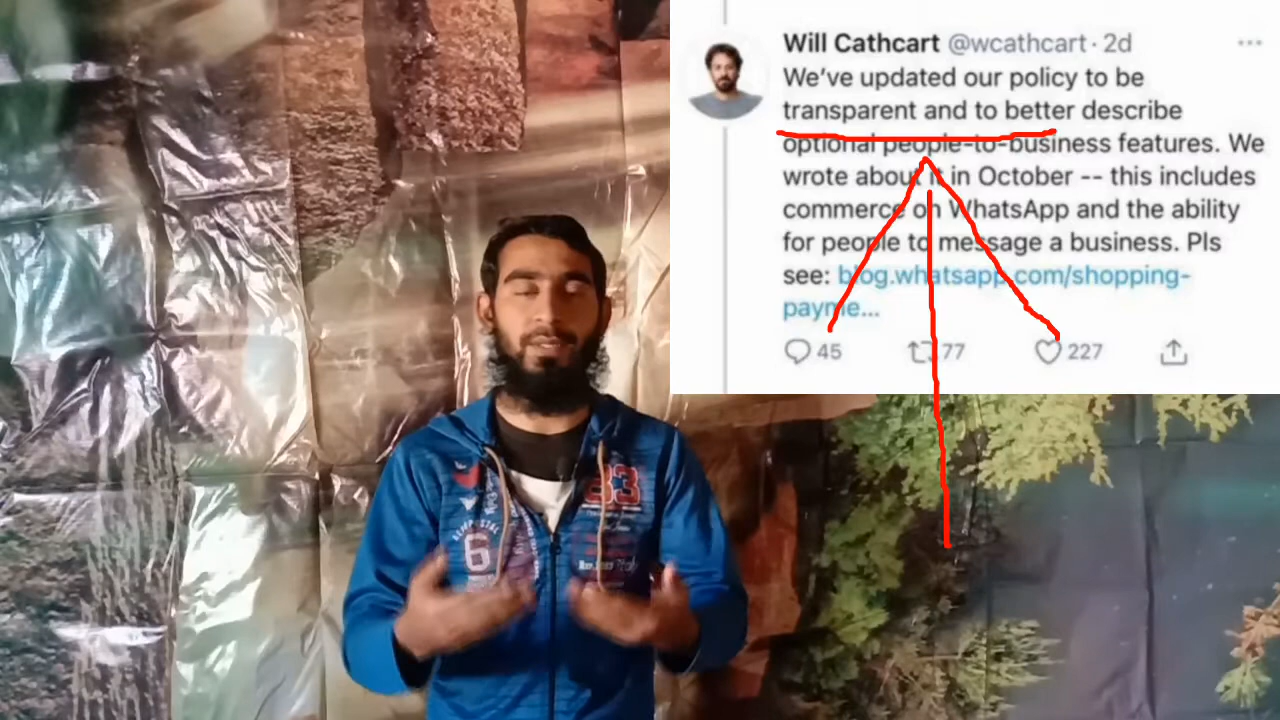 Will Cathcart @wcathcart · 2d
We've updated our policy to be
transparent and to better describe
optional people-to-business features. We
wrote about it in October -- this includes
commerce on WhatsApp and the ability
for people to message a business. Pls
see: blog.whatsapp.com/shopping-
payme...
45 77 227
33
6